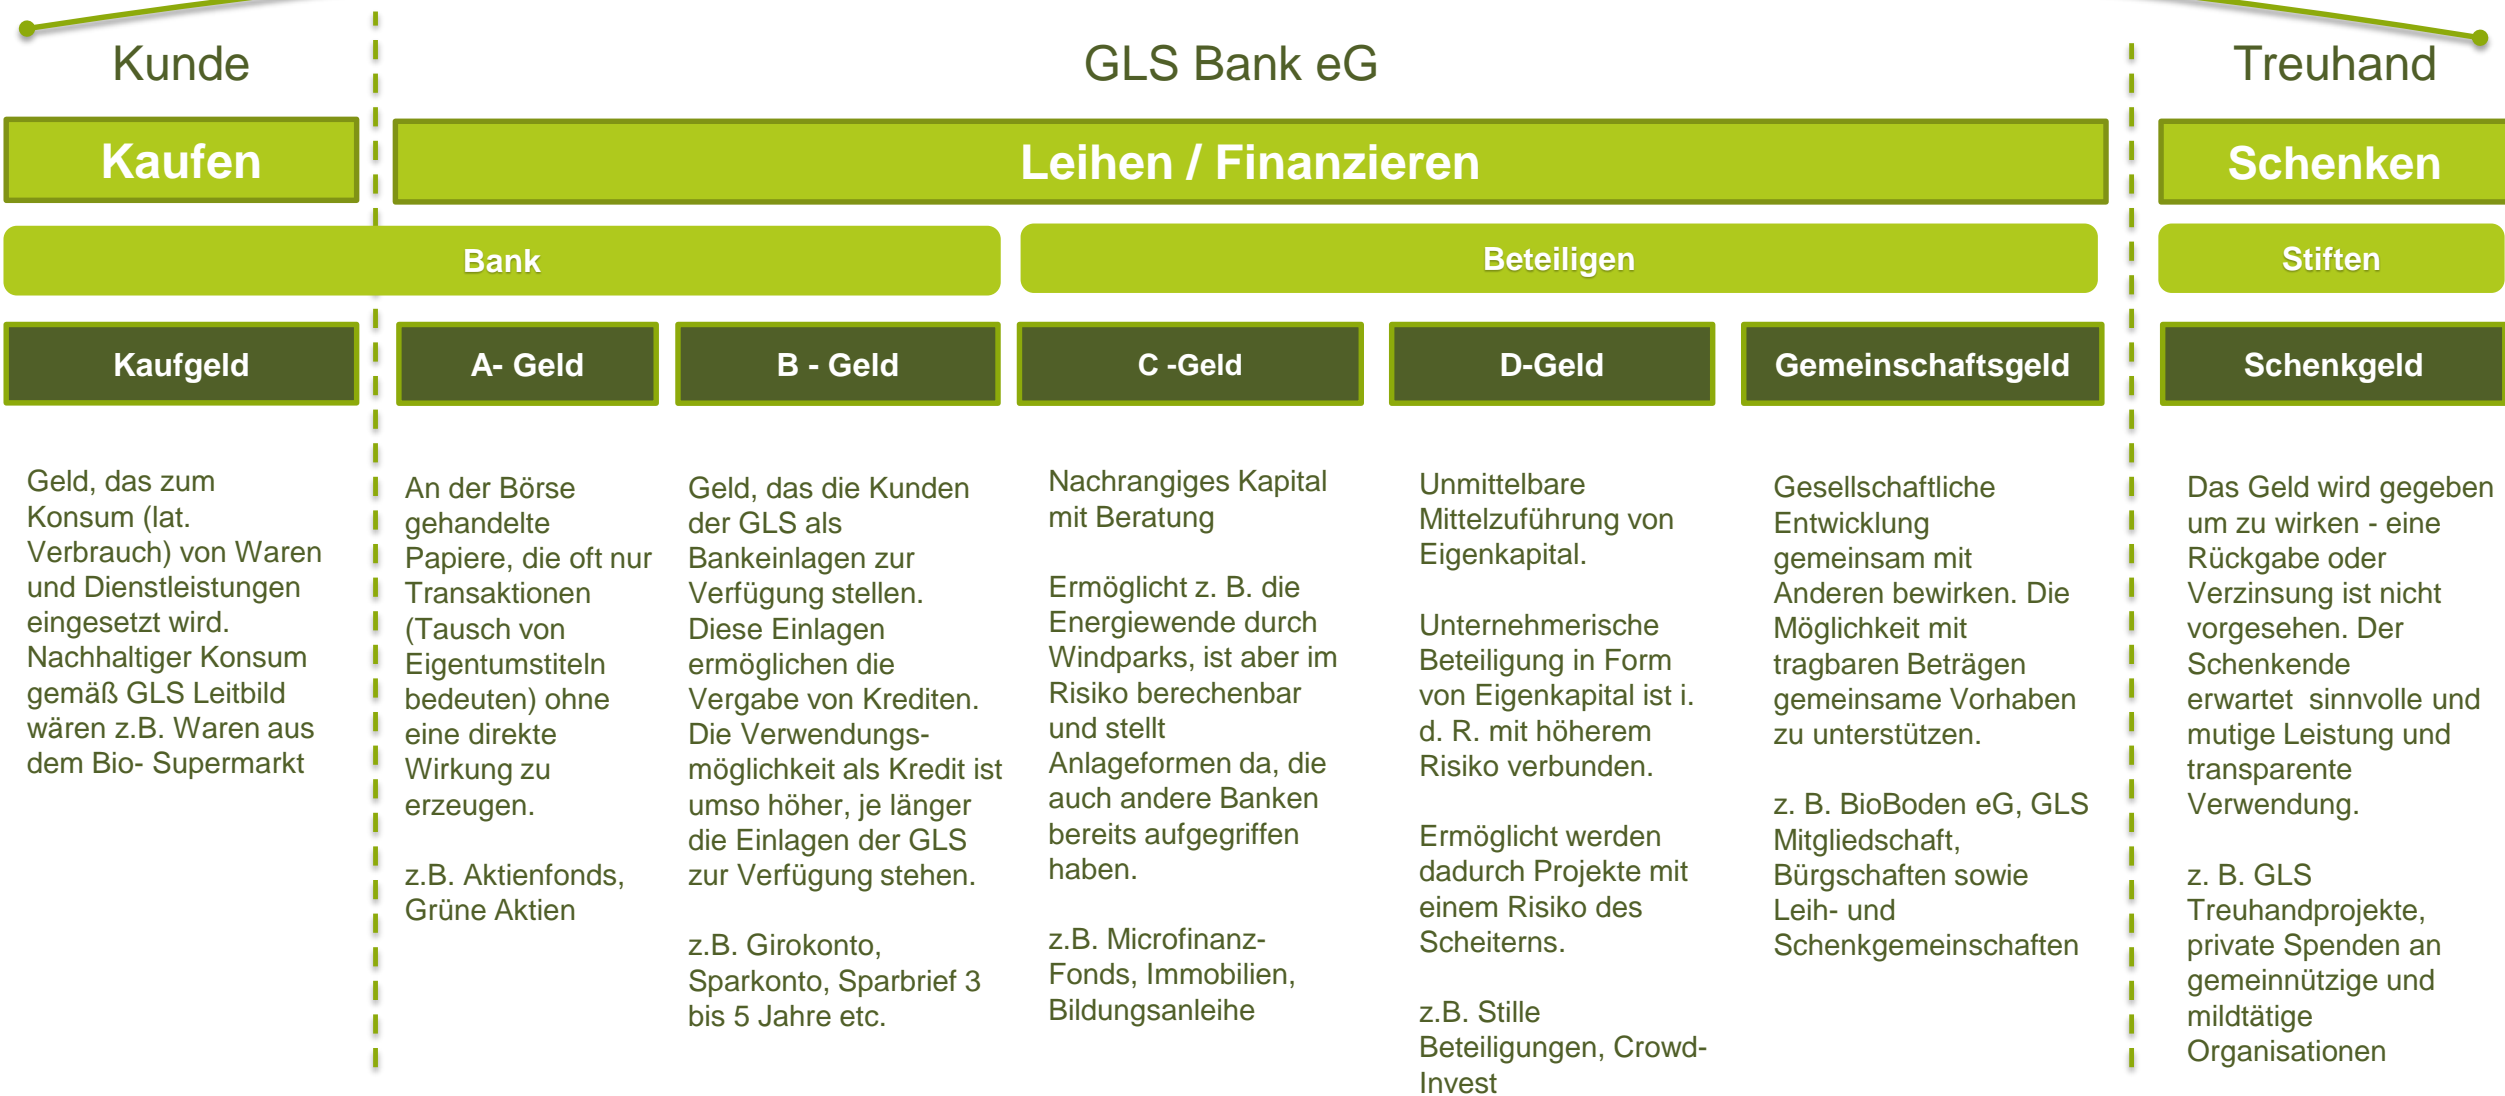 Kunde
GLS Bank eG
Treuhand
Kaufen
Leihen / Finanzieren
Schenken
Bank
Beteiligen
Stiften
Kaufgeld
A- Geld
B - Geld
C -Geld
D-Geld
Gemeinschaftsgeld
Schenkgeld
Geld, das zum
Konsum (lat.
Verbrauch) von Waren
und Dienstleistungen
eingesetzt wird.
Nachhaltiger Konsum
gemäß GLS Leitbild
wären z.B. Waren aus
dem Bio- Supermarkt
An der Börse
gehandelte
Papiere, die oft nur
Transaktionen
(Tausch von
Eigentumstiteln
bedeuten) ohne
eine direkte
Wirkung zu
erzeugen.
z.B. Aktienfonds,
Grüne Aktien
Geld, das die Kunden
der GLS als
Bankeinlagen zur
Verfügung stellen.
Diese Einlagen
ermöglichen die
Vergabe von Krediten.
Die Verwendungs-
möglichkeit als Kredit ist
umso höher, je länger
die Einlagen der GLS
zur Verfügung stehen.
z.B. Girokonto,
Sparkonto, Sparbrief 3
bis 5 Jahre etc.
Nachrangiges Kapital
mit Beratung
Ermöglicht z. B. die
Energiewende durch
Windparks, ist aber im
Risiko berechenbar
und stellt
Anlageformen da, die
auch andere Banken
bereits aufgegriffen
haben.
z.B. Microfinanz-
Fonds, Immobilien,
Bildungsanleihe
Unmittelbare
Mittelzuführung von
Eigenkapital.
Unternehmerische
Beteiligung in Form
von Eigenkapital ist i.
d. R. mit höherem
Risiko verbunden.
Ermöglicht werden
dadurch Projekte mit
einem Risiko des
Scheiterns.
z.B. Stille
Beteiligungen, Crowd-
Invest
Gesellschaftliche
Entwicklung
gemeinsam mit
Anderen bewirken. Die
Möglichkeit mit
tragbaren Beträgen
gemeinsame Vorhaben
zu unterstützen.
z. B. BioBoden eG, GLS
Mitgliedschaft,
Bürgschaften sowie
Leih- und
Schenkgemeinschaften
Das Geld wird gegeben
um zu wirken - eine
Rückgabe oder
Verzinsung ist nicht
vorgesehen. Der
Schenkende
erwartet  sinnvolle und
mutige Leistung und
transparente
Verwendung.
z. B. GLS
Treuhandprojekte,
private Spenden an
gemeinnützige und
mildtätige
Organisationen